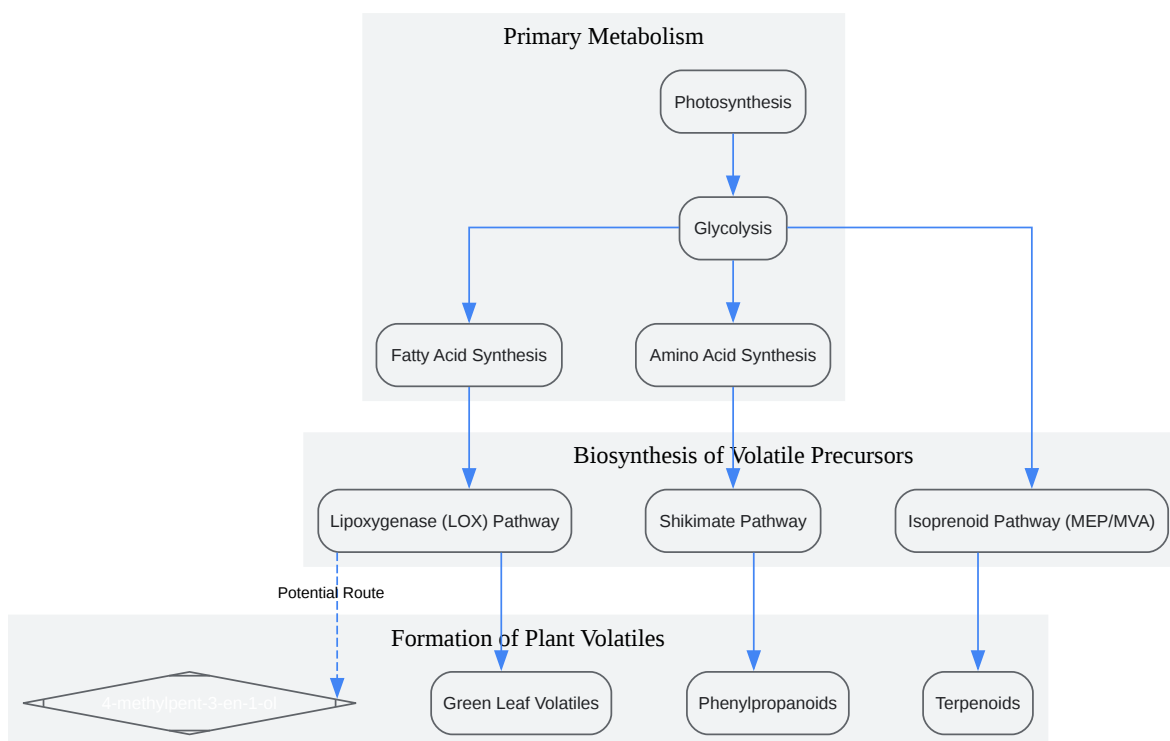 Primary Metabolism
Photosynthesis
Glycolysis
Fatty Acid Synthesis
Amino Acid Synthesis
Biosynthesis of Volatile Precursors
Lipoxygenase (LOX) Pathway
Shikimate Pathway
Isoprenoid Pathway (MEP/MVA)
Potential Route
Formation of Plant Volatiles
4-methylpent-3-en-1-ol
Green Leaf Volatiles
Phenylpropanoids
Terpenoids